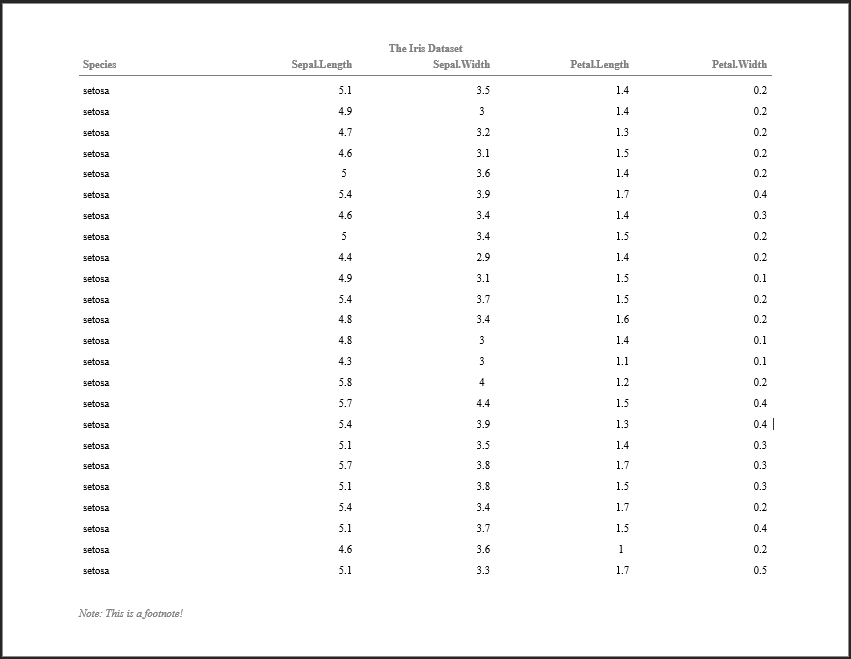 The Iris Dataset
Species Sepal.Length Sepal.Width Petal.Length Petal.Width
setosa 5.1 3.5 1.4 0.2
setosa 4.9 3 1.4 0.2
setosa 4.7 3.2 1.3 0.2
setosa 4.6 3.1 1.5 0.2
setosa 5 3.6 1.4 0.2
setosa 5.4 3.9 1.7 0.4
setosa 4.6 3.4 1.4 0.3
setosa 5 3.4 1.5 0.2
setosa 4.4 2.9 1.4 0.2
setosa 4.9 3.1 1.5 0.1
setosa 5.4 3.7 1.5 0.2
setosa 4.8 3.4 1.6 0.2
setosa 4.8 3 1.4 0.1
setosa 4.3 3 1.1 0.1
setosa 5.8 4 1.2 0.2
setosa 5.7 4.4 1.5 0.4
setosa 5.4 3.9 1.3 0.4
setosa 5.1 3.5 1.4 0.3
setosa 5.7 3.8 1.7 0.3
setosa 5.1 3.8 1.5 0.3
setosa 5.4 3.4 1.7 0.2
setosa 5.1 3.7 1.5 0.4
setosa 4.6 3.6 1 0.2
setosa 5.1 3.3 1.7 0.5
Note: This is a footnote!